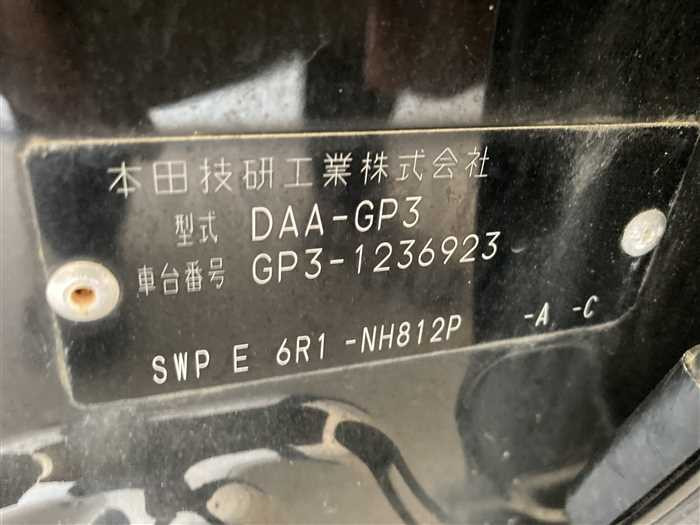 本田技研工業株式会社
型式 DAA-GP3
車台番号 GP3-1236923
SWP E 6R1 -NH812P -A -C